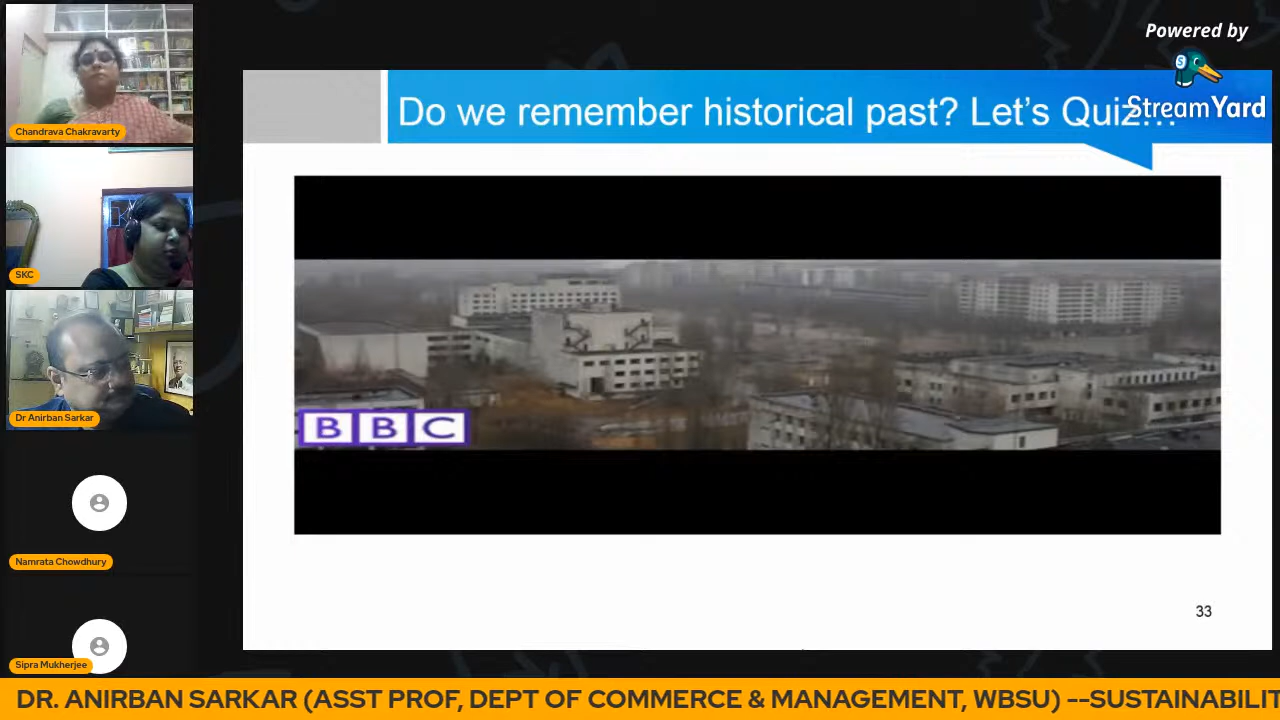 Powered by
StreamYard
Do we remember historical past? Let's Quiz...
Chandrava Chakravarty
SKC
Dr Anirban Sarkar
BBC
Namrata Chowdhury
33
Sipra Mukherjee
DR. ANIRBAN SARKAR (ASST PROF, DEPT OF COMMERCE & MANAGEMENT, WBSU) --SUSTAINABILIT